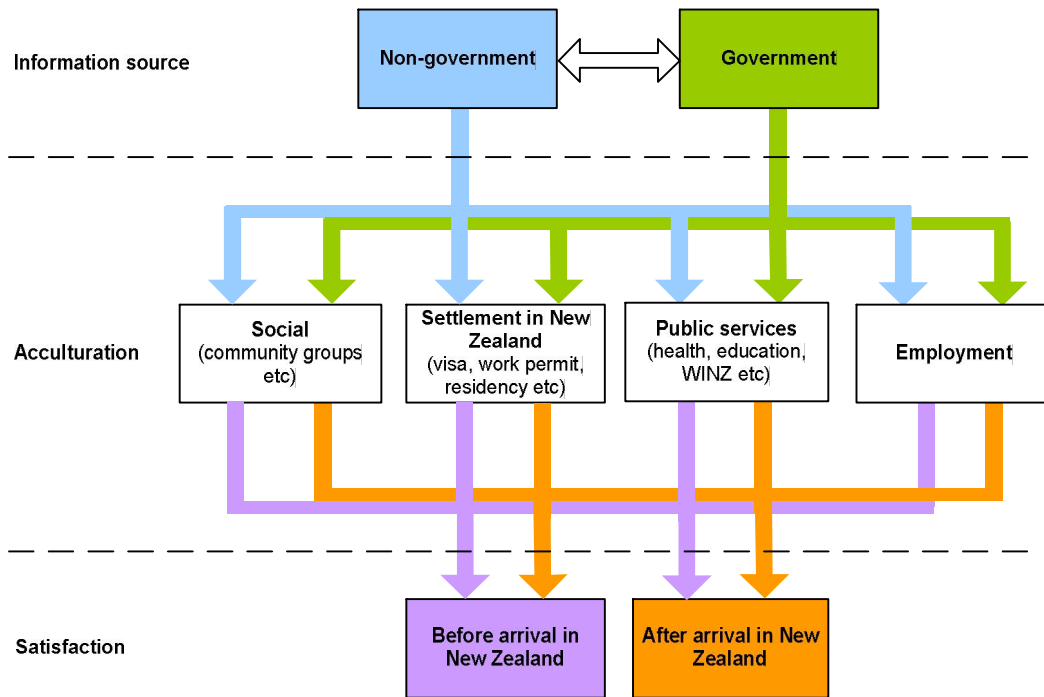 Information source
Non-government
Government
Acculturation
Social
(community groups
etc)
Settlement in New
Zealand
(visa, work permit,
residency etc)
Public services
(health, education,
WINZ etc)
Employment
Satisfaction
Before arrival in
New Zealand
After arrival in New
Zealand